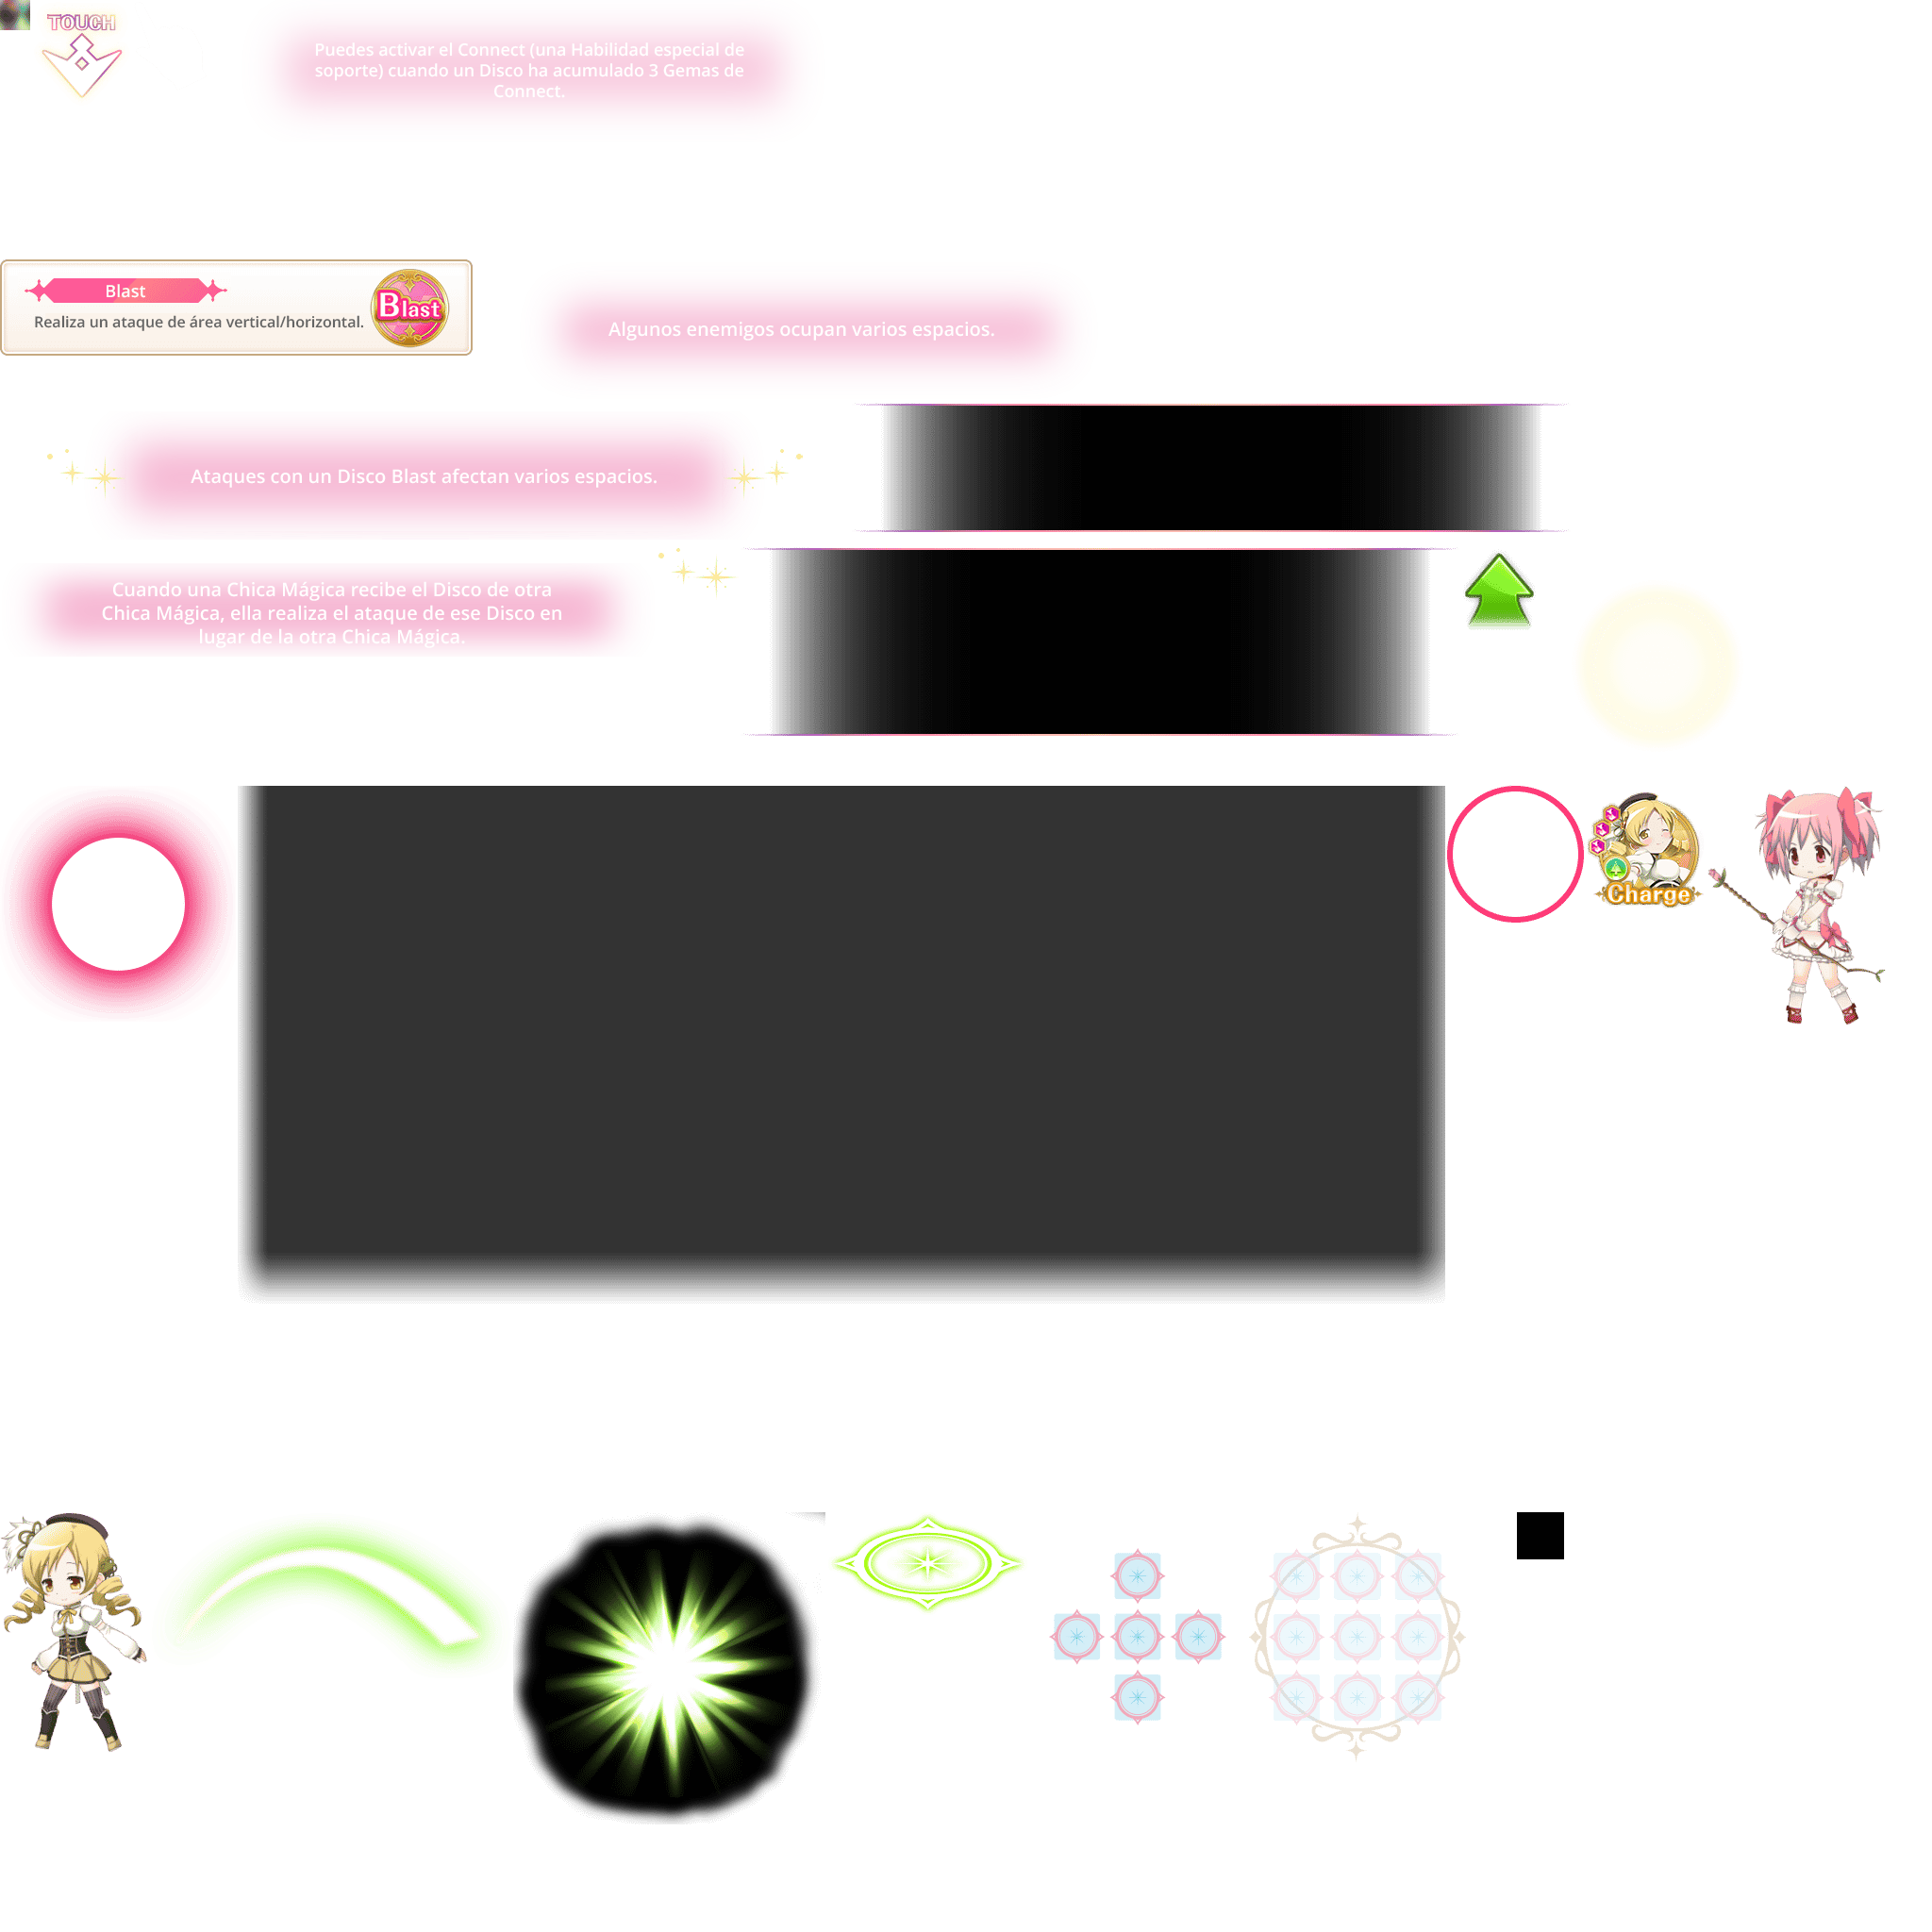 TOUCH
Puedes activar el Connect (una Habilidad especial de
soporte) cuando un Disco ha acumulado 3 Gemas de
Connect.
Blast
Realiza un ataque de área vertical/horizontal.
Blast
Algunos enemigos ocupan varios espacios.
Ataques con un Disco Blast afectan varios espacios.
Cuando una Chica Mágica recibe el Disco de otra
Chica Mágica, ella realiza el ataque de ese Disco en
lugar de la otra Chica Mágica.
Charge